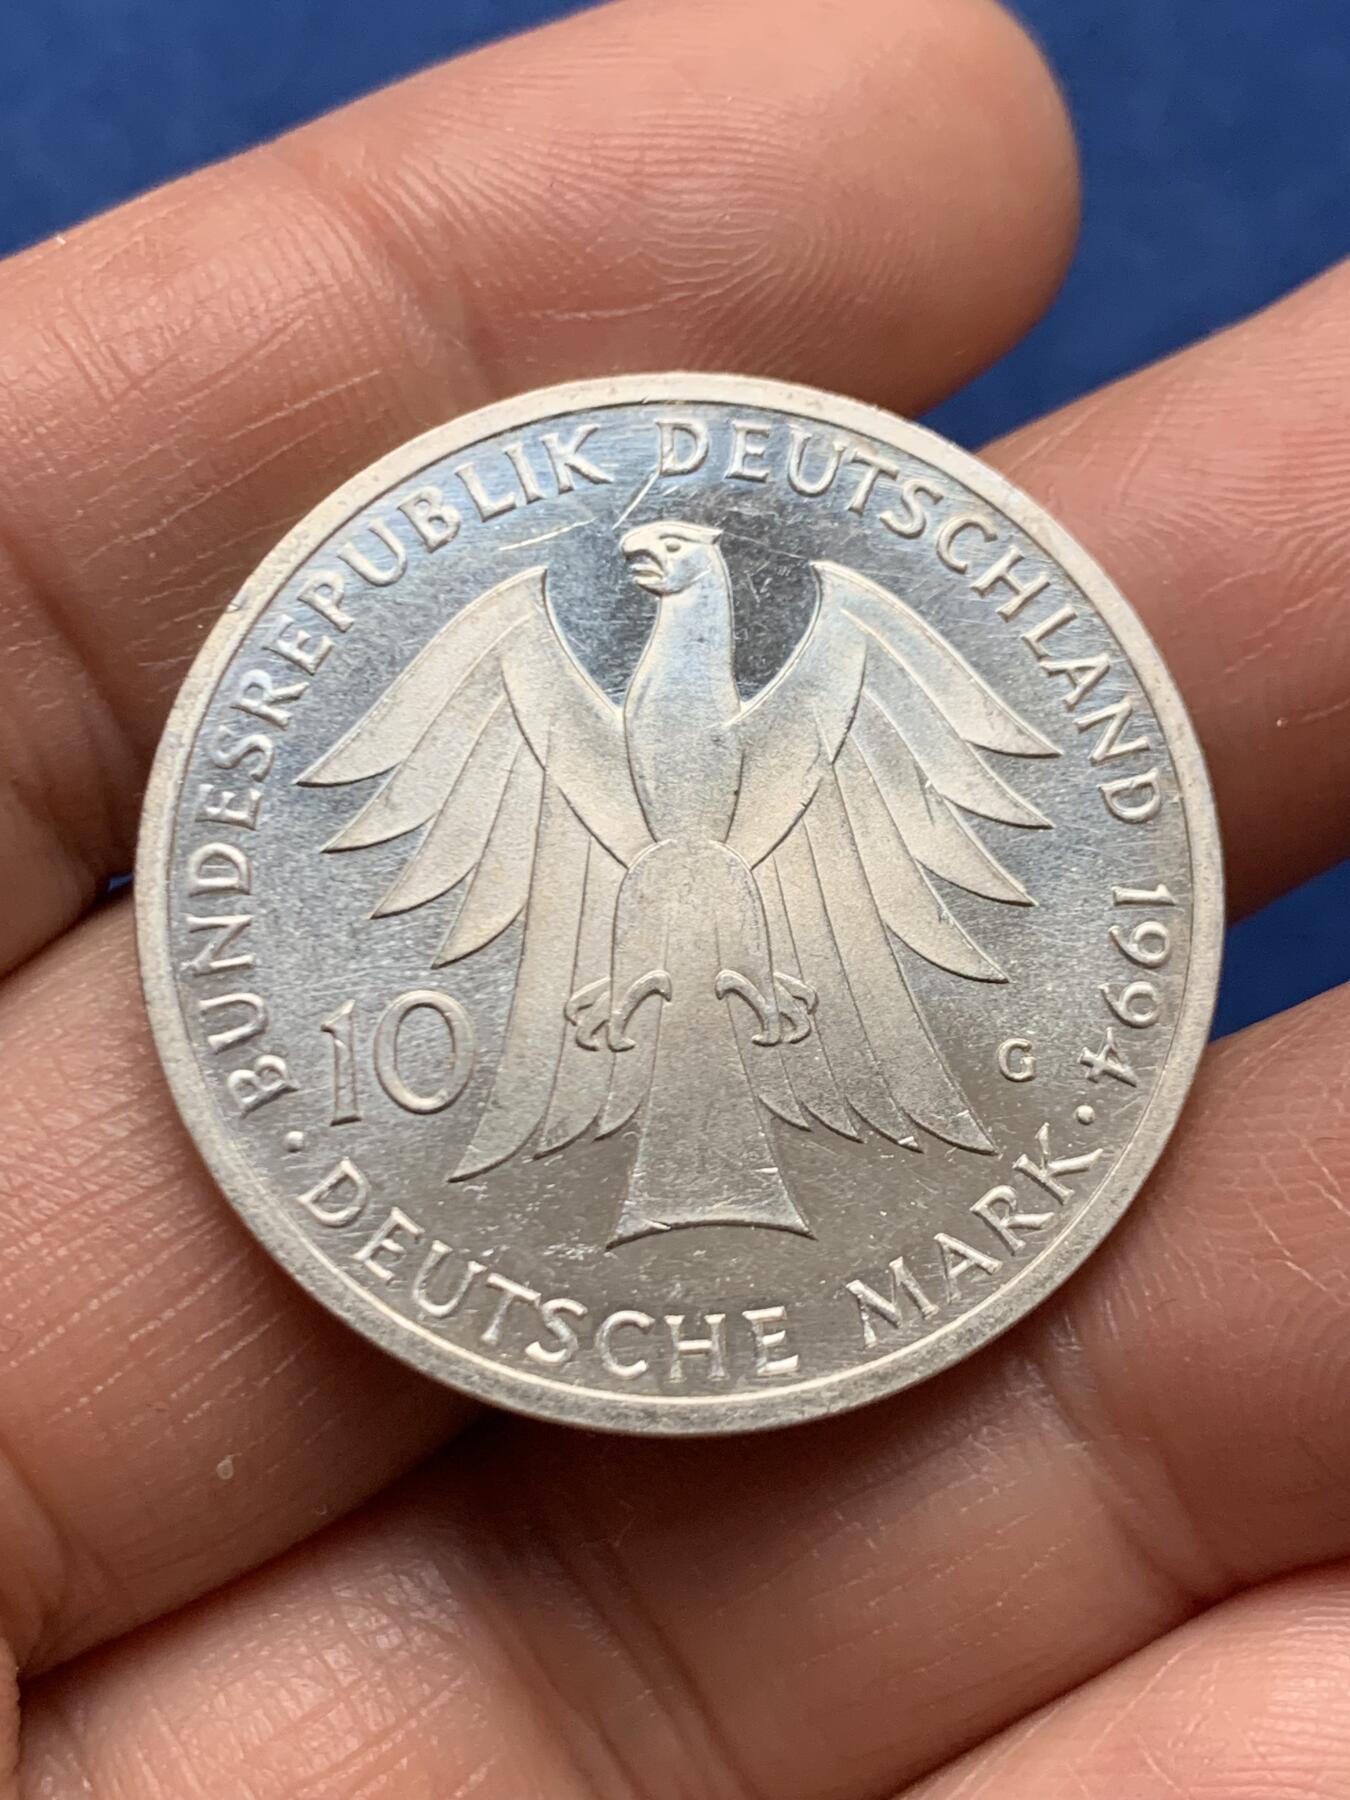 BUNDESREPUBLIK DEUTSCHLAND 1994
10
G
· DEUTSCHE MARK ·